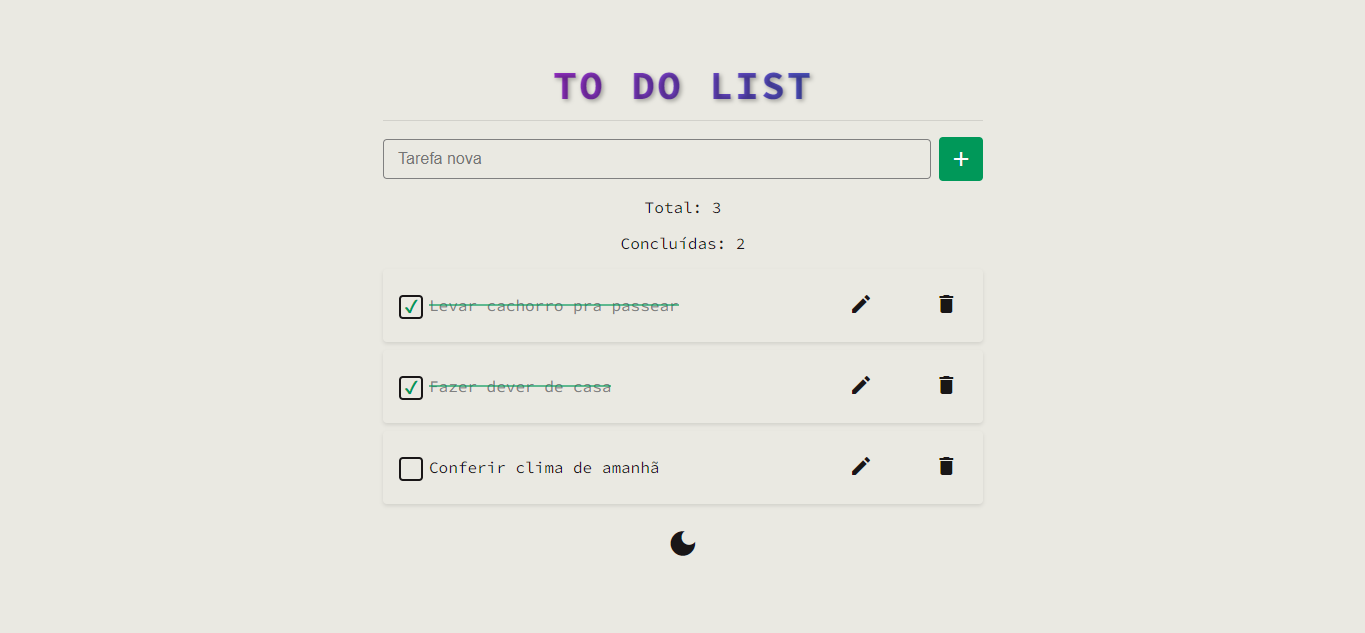 TO DO LIST
Tarefa nova
+
Total: 3
Concluídas: 2
Levar cachorro pra passear
Fazer dever de casa
Conferir clima de amanhã